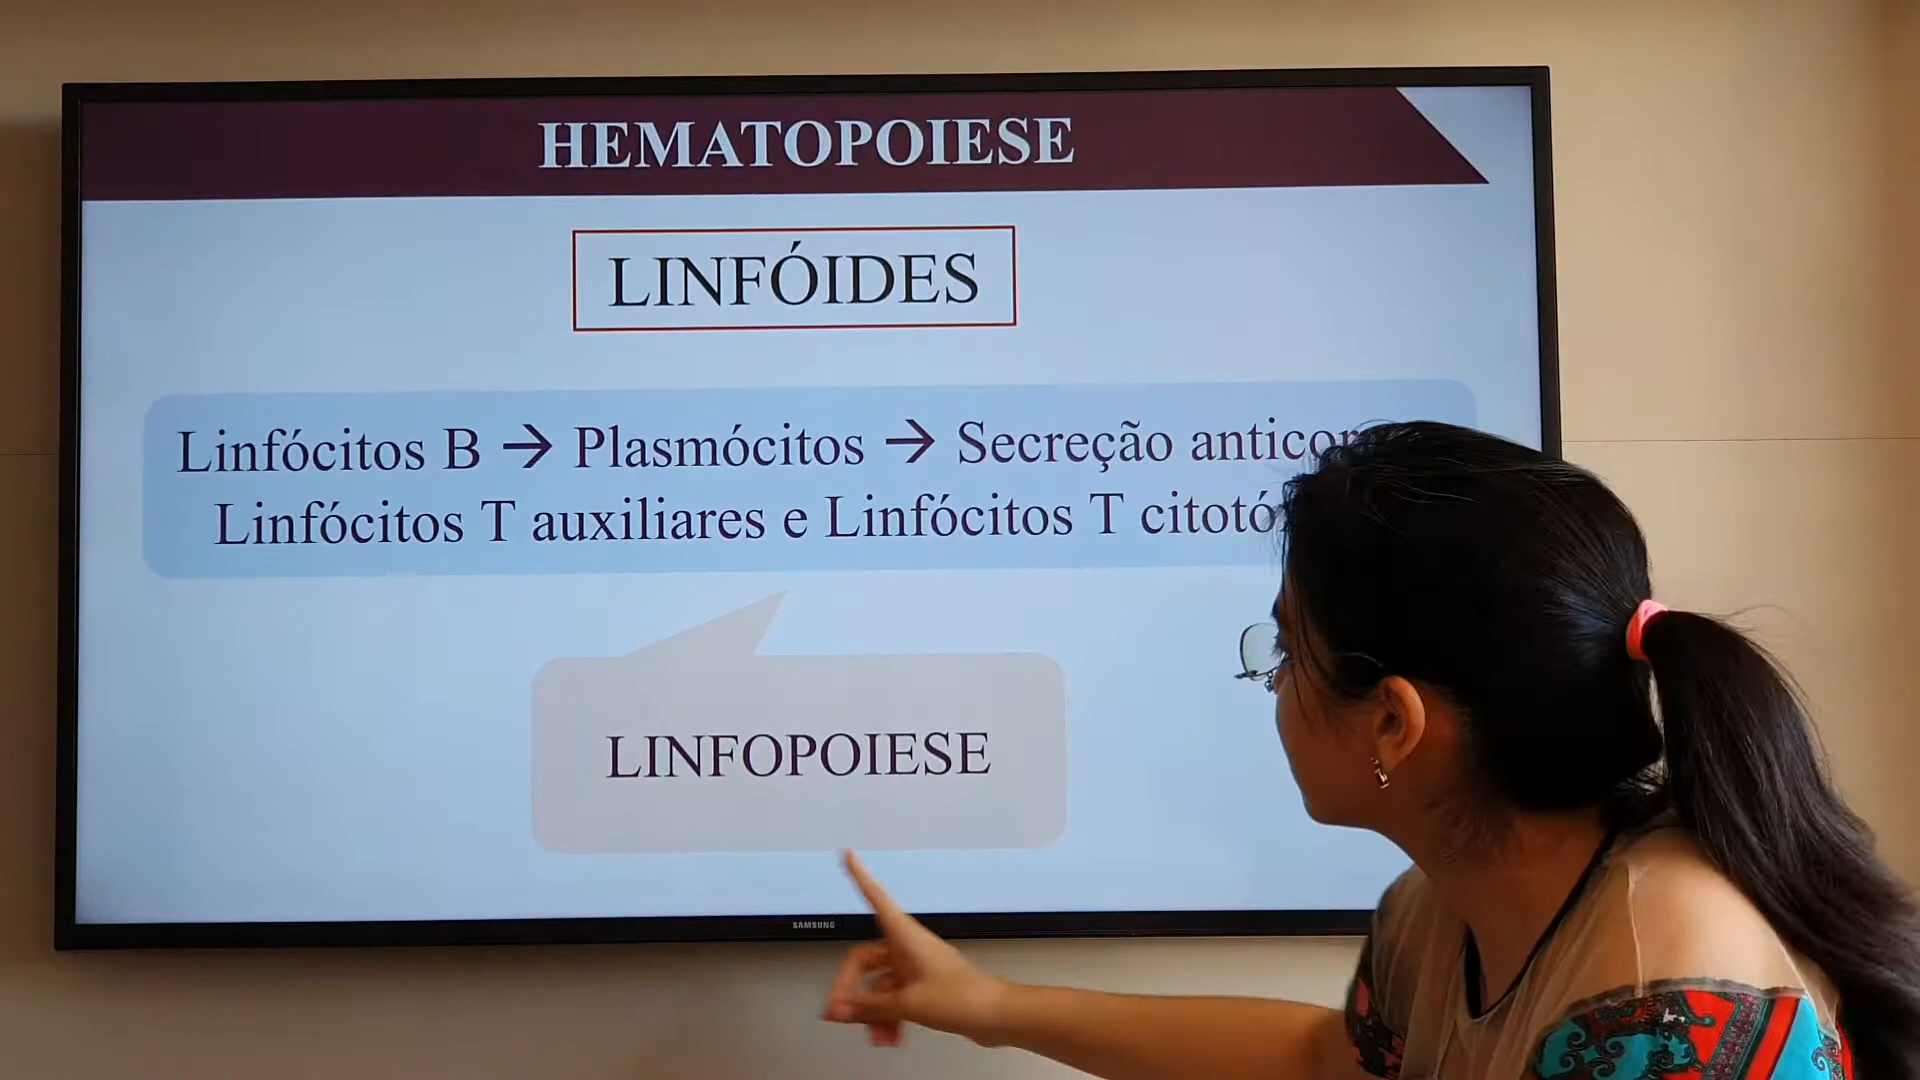 HEMATOPOIESE
LINFÓIDES
Linfócitos B → Plasmócitos → Secreção
Linfócitos T auxiliares e Linfócitos T
LINFOPOIESE
SAMSUNG